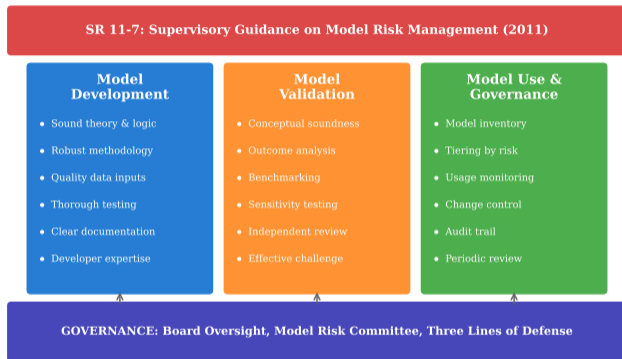 SR 11-7: Supervisory Guidance on Model Risk Management (2011)
Model
Development
• Sound theory & logic
• Robust methodology
• Quality data inputs
• Thorough testing
• Clear documentation
• Developer expertise
Model
Validation
• Conceptual soundness
• Outcome analysis
• Benchmarking
• Sensitivity testing
• Independent review
• Effective challenge
Model Use &
Governance
• Model inventory
• Tiering by risk
• Usage monitoring
• Change control
• Audit trail
• Periodic review
GOVERNANCE: Board Oversight, Model Risk Committee, Three Lines of Defense